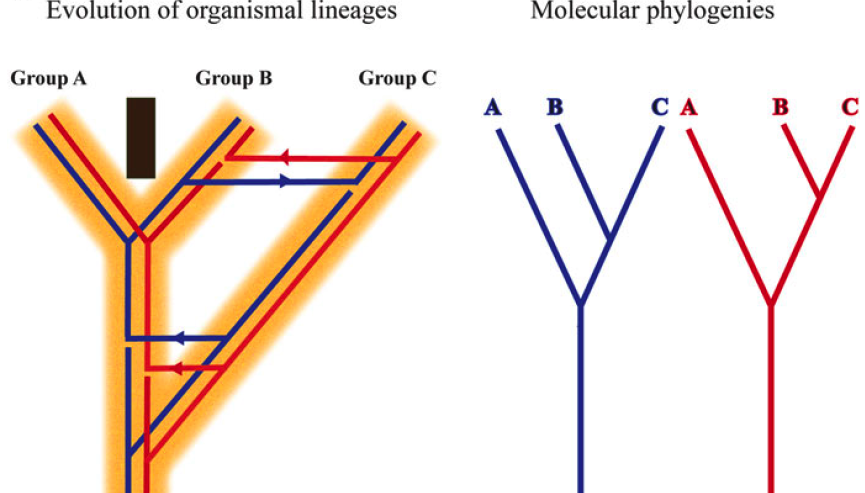 Evolution of organismal lineages
Molecular phylogenies
Group A
Group B
Group C
A
B
C
A
B
C